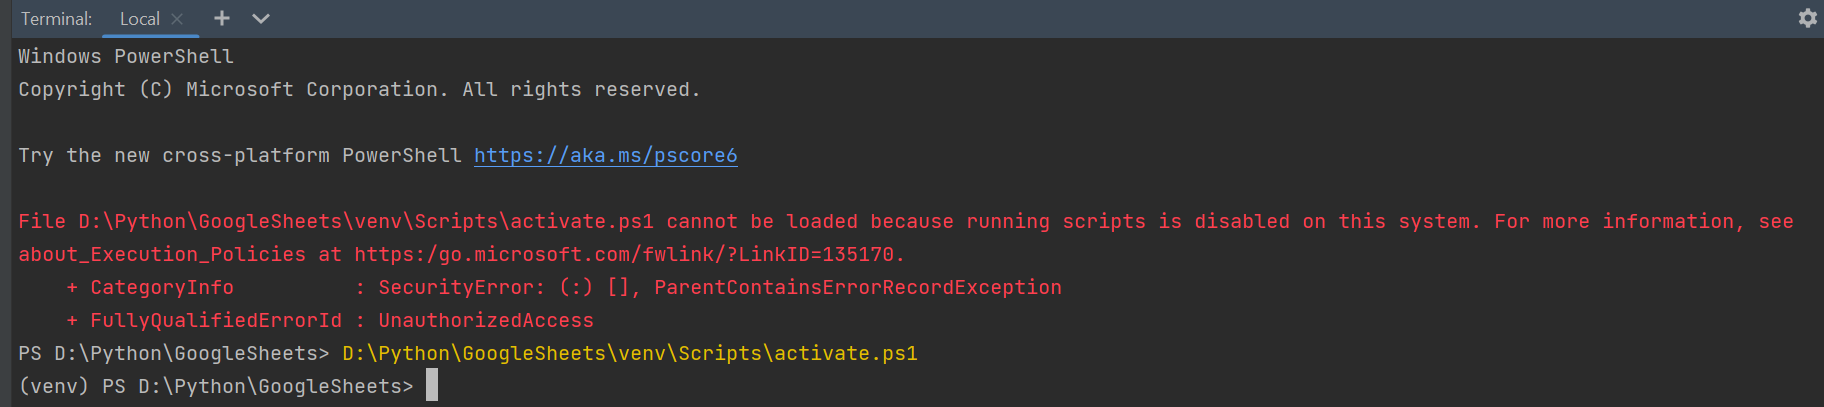 Terminal: Local
Windows PowerShell
Copyright (C) Microsoft Corporation. All rights reserved.
Try the new cross-platform PowerShell https://aka.ms/pscore6
File D:\Python\GoogleSheets\venv\Scripts\activate.ps1 cannot be loaded because running scripts is disabled on this system. For more information, see
about_Execution_Policies at https:/go.microsoft.com/fwlink/?LinkID=135170.
+ CategoryInfo : SecurityError: (:) [], ParentContainsErrorRecordException
+ FullyQualifiedErrorId : UnauthorizedAccess
PS D:\Python\GoogleSheets> D:\Python\GoogleSheets\venv\Scripts\activate.ps1
(venv) PS D:\Python\GoogleSheets>